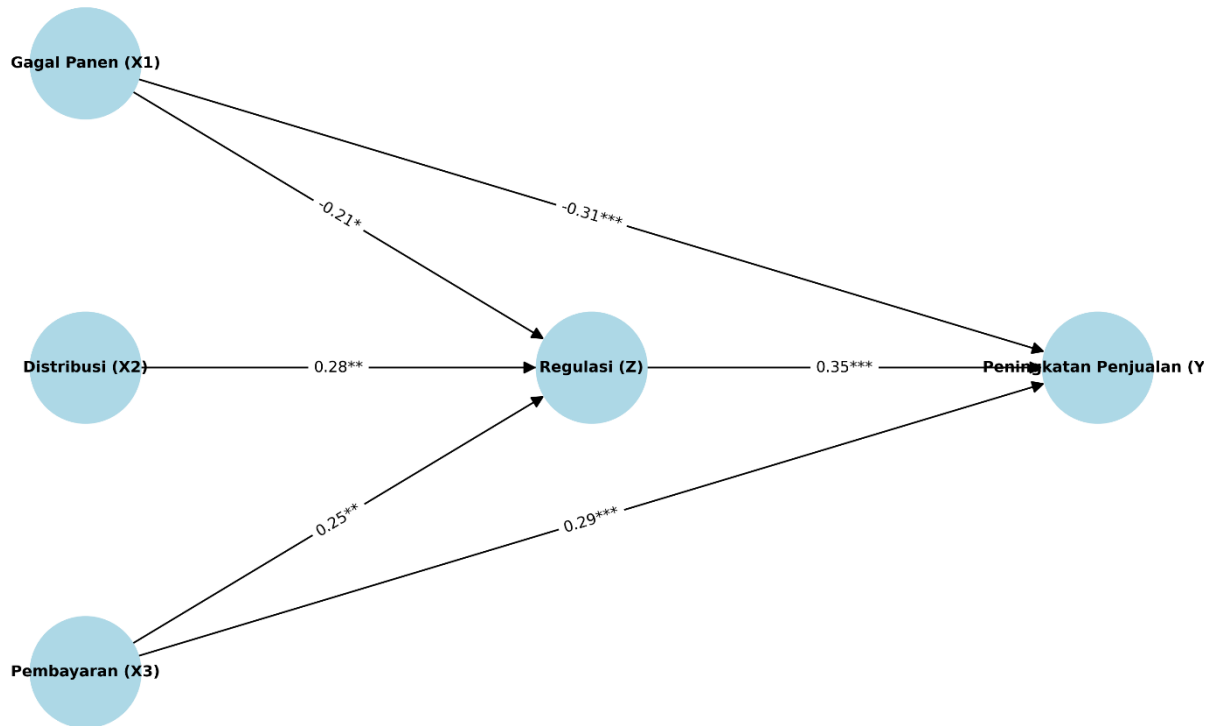 Gagal Panen (X1)
-0.21*
-0.31***
Distribusi (X2)
0.28**
Regulasi (Z)
0.35***
Peningkatan Penjualan (Y
0.25**
0.29***
Pembayaran (X3)